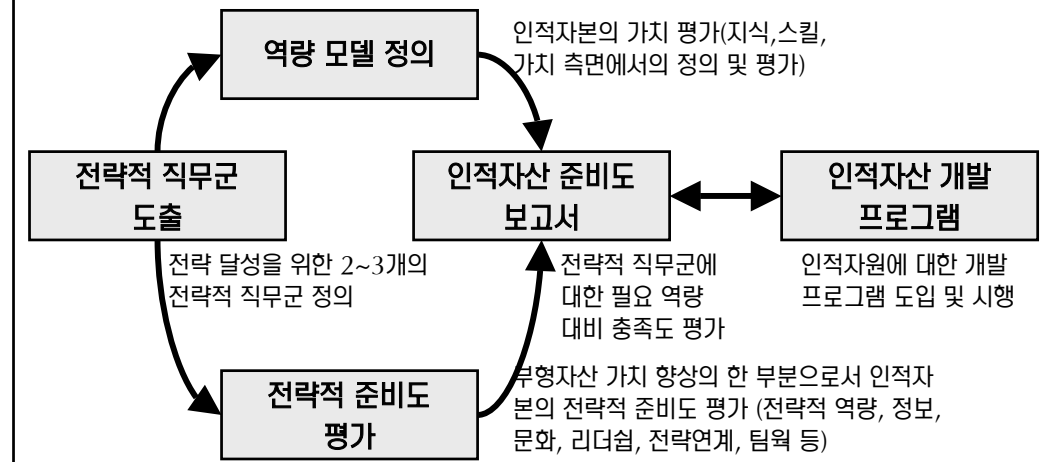 역량 모델 정의
인적자본의 가치 평가(지식,스킬,
가치 측면에서의 정의 및 평가)
전략적 직무군
도출
인적자산 준비도
보고서
인적자산 개발
프로그램
전략 달성을 위한 2~3개의
전략적 직무군 정의
전략적 직무군에
대한 필요 역량
대비 충족도 평가
인적자원에 대한 개발
프로그램 도입 및 시행
전략적 준비도
평가
부형자산 가치 향상의 한 부분으로서 인적자
본의 전략적 준비도 평가 (전략적 역량, 정보,
문화, 리더쉽, 전략연계, 팀웍 등)